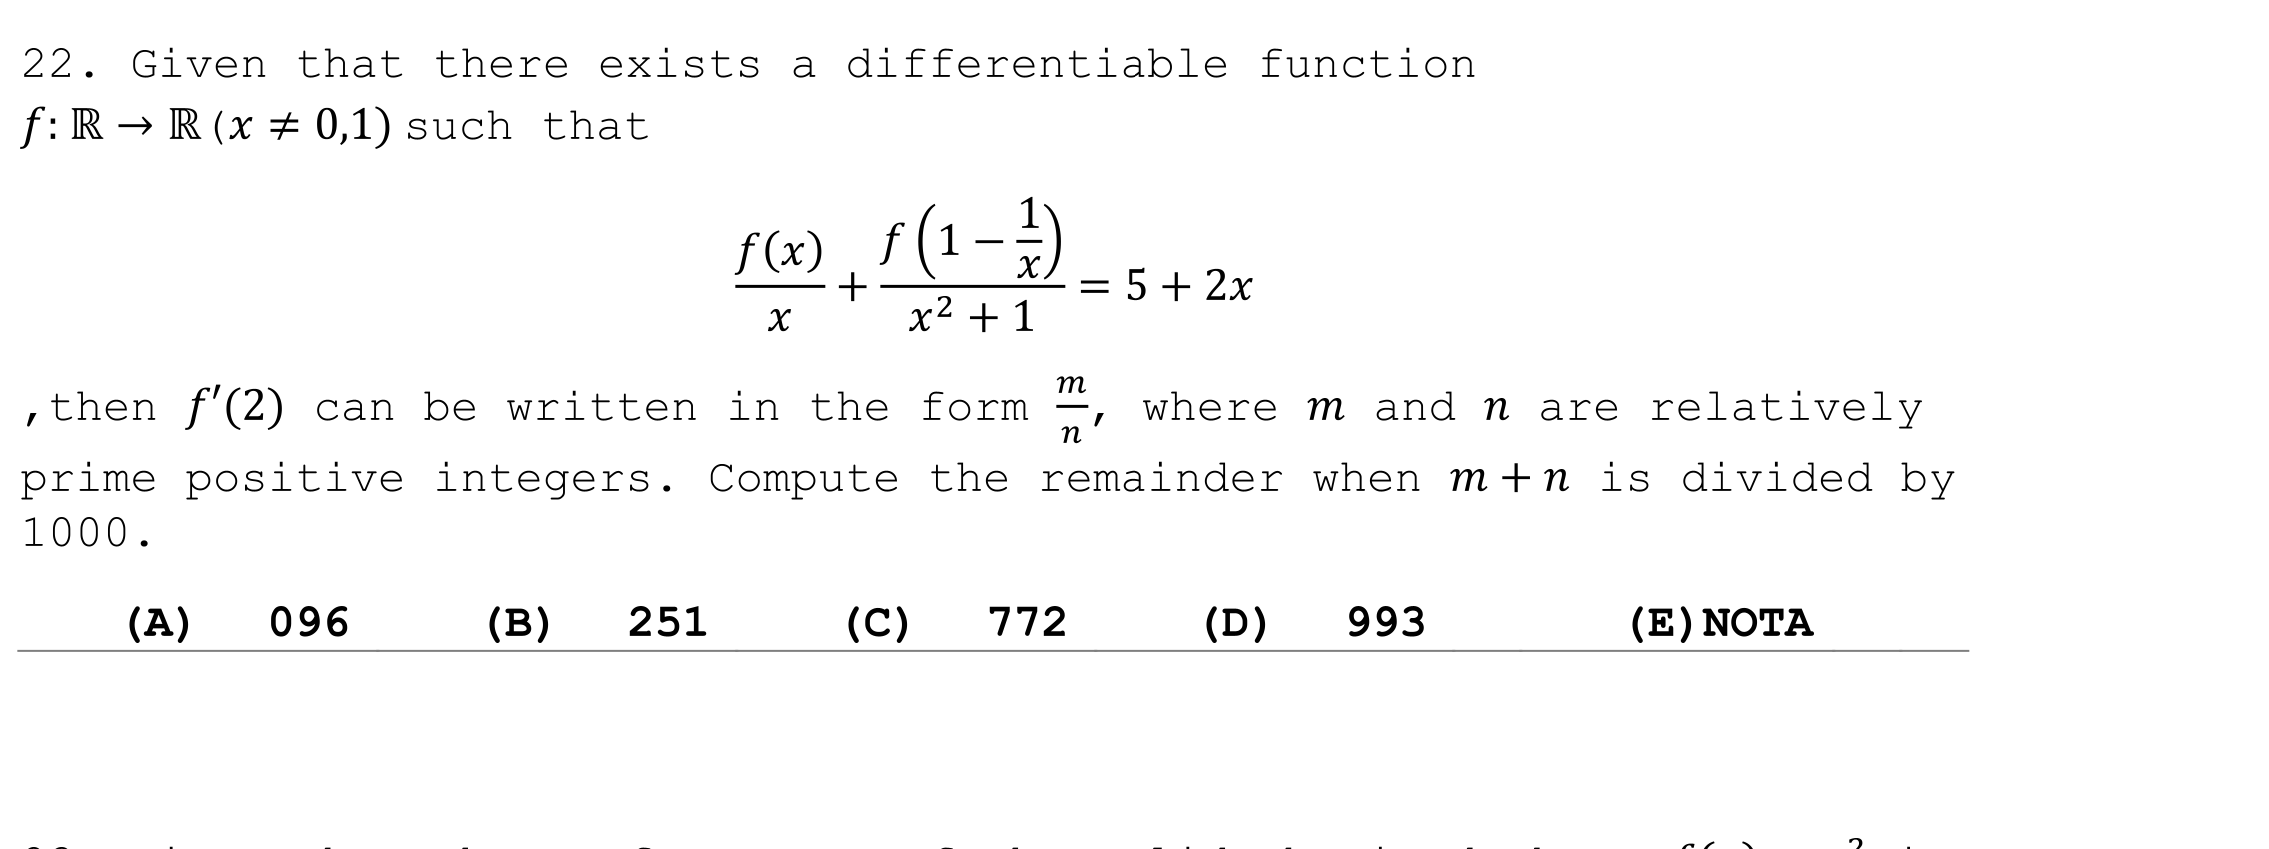 22. Given that there exists a differentiable function
f: ℝ → ℝ (x ≠ 0,1) such that
f(x)/x + f(1 − 1/x)/(x² + 1) = 5 + 2x
,then f′(2) can be written in the form m/n, where m and n are relatively
prime positive integers. Compute the remainder when m + n is divided by
1000.
(A) 096 (B) 251 (C) 772 (D) 993 (E) NOTA